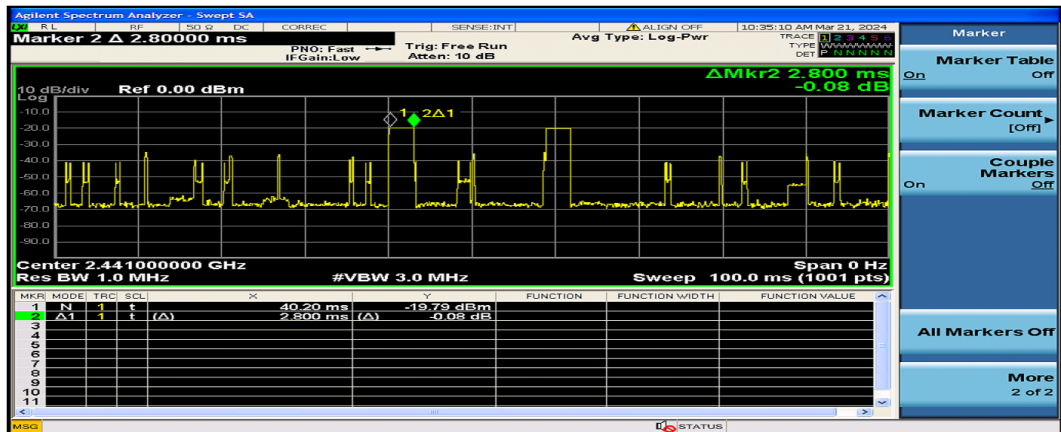 Agilent Spectrum Analyzer - Swept SA
LXI RL RF 50 Ω DC CORREC SENSE:INT ALIGN OFF 10:35:10 AM Mar 21, 2024
Marker 2 Δ 2.80000 ms
PNO: Fast
IFGain:Low
Trig: Free Run
Atten: 10 dB
Avg Type: Log-Pwr
TRACE 1 2 3 4 5 6
TYPE
DET P N N N N N
ΔMkr2 2.800 ms
-0.08 dB
10 dB/div Ref 0.00 dBm
Log
-10.0
-20.0
-30.0
-40.0
-50.0
-60.0
-70.0
-80.0
-90.0
1 2Δ1
Center 2.441000000 GHz Span 0 Hz
Res BW 1.0 MHz #VBW 3.0 MHz Sweep 100.0 ms (1001 pts)
MKR MODE TRC SCL X Y FUNCTION FUNCTION WIDTH FUNCTION VALUE
1 N 1 t 40.20 ms -19.79 dBm
2 Δ1 1 t (Δ) 2.800 ms (Δ) -0.08 dB
3
4
5
6
7
8
9
10
11
MSG STATUS
Marker
Marker Table
On Off
Marker Count
[Off]
Couple
Markers
On Off
All Markers Off
More
2 of 2